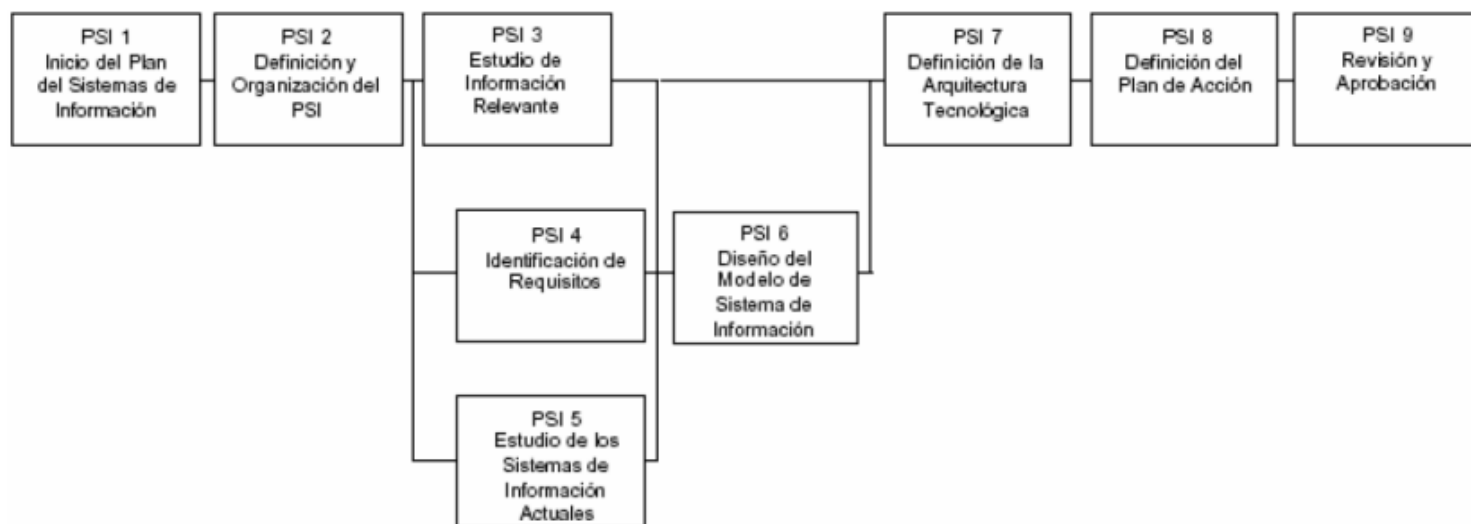 PSI 1
Inicio del Plan
del Sistemas de
Información
PSI 2
Definición y
Organización del
PSI
PSI 3
Estudio de
Información
Relevante
PSI 7
Definición de la
Arquitectura
Tecnológica
PSI 8
Definición del
Plan de Acción
PSI 9
Revisión y
Aprobación
PSI 4
Identificación de
Requisitos
PSI 6
Diseño del
Modelo de
Sistema de
Información
PSI 5
Estudio de los
Sistemas de
Información
Actuales